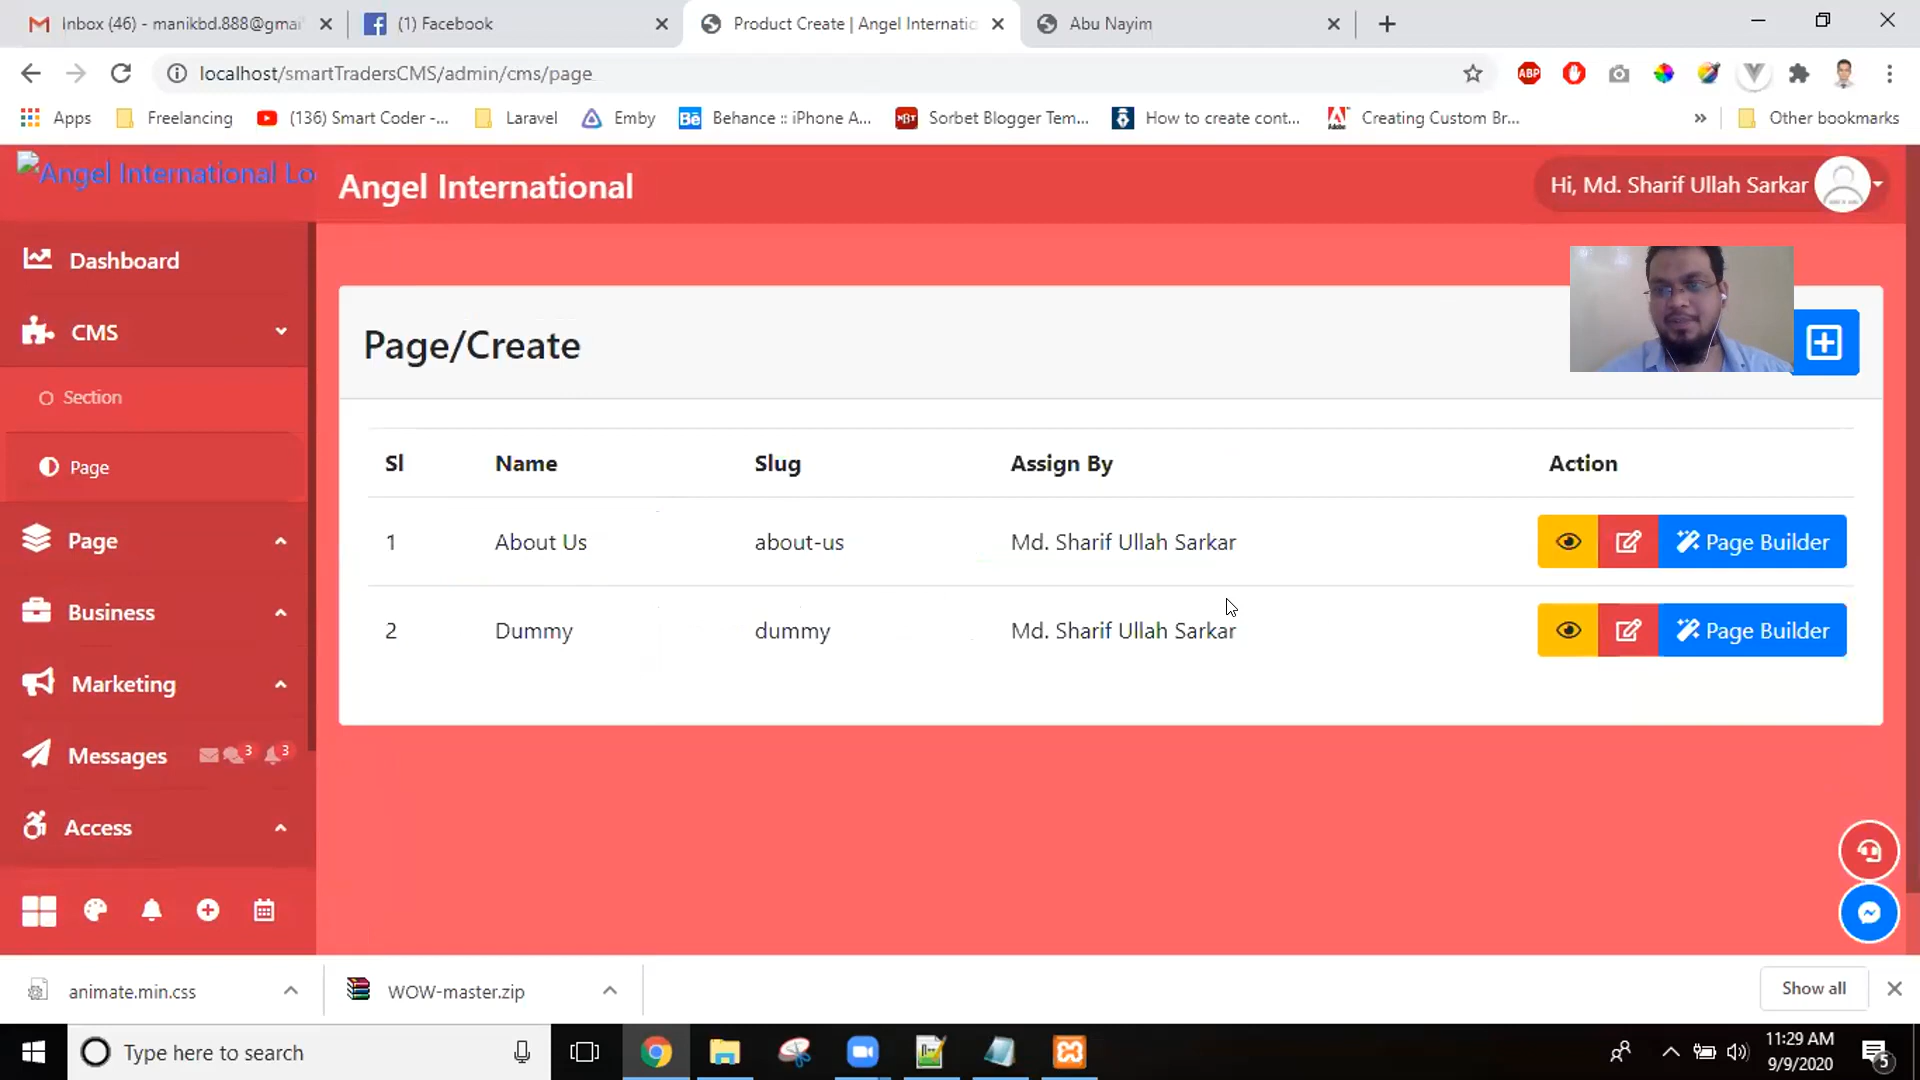 Inbox (46) - manikbd.888@gmai
(1) Facebook
Product Create | Angel Internatio
Abu Nayim
localhost/smartTradersCMS/admin/cms/page
ABP
Apps
Freelancing
(136) Smart Coder -...
Laravel
Emby
Behance :: iPhone A...
Sorbet Blogger Tem...
How to create cont...
Creating Custom Br...
Other bookmarks
Angel International Lo
Angel International
Hi, Md. Sharif Ullah Sarkar
Dashboard
CMS
Section
Page
Page
Business
Marketing
Messages
3
3
Access
Page/Create
Sl Name Slug Assign By Action
1 About Us about-us Md. Sharif Ullah Sarkar Page Builder
2 Dummy dummy Md. Sharif Ullah Sarkar Page Builder
animate.min.css
WOW-master.zip
Show all
Type here to search
11:29 AM
9/9/2020
5